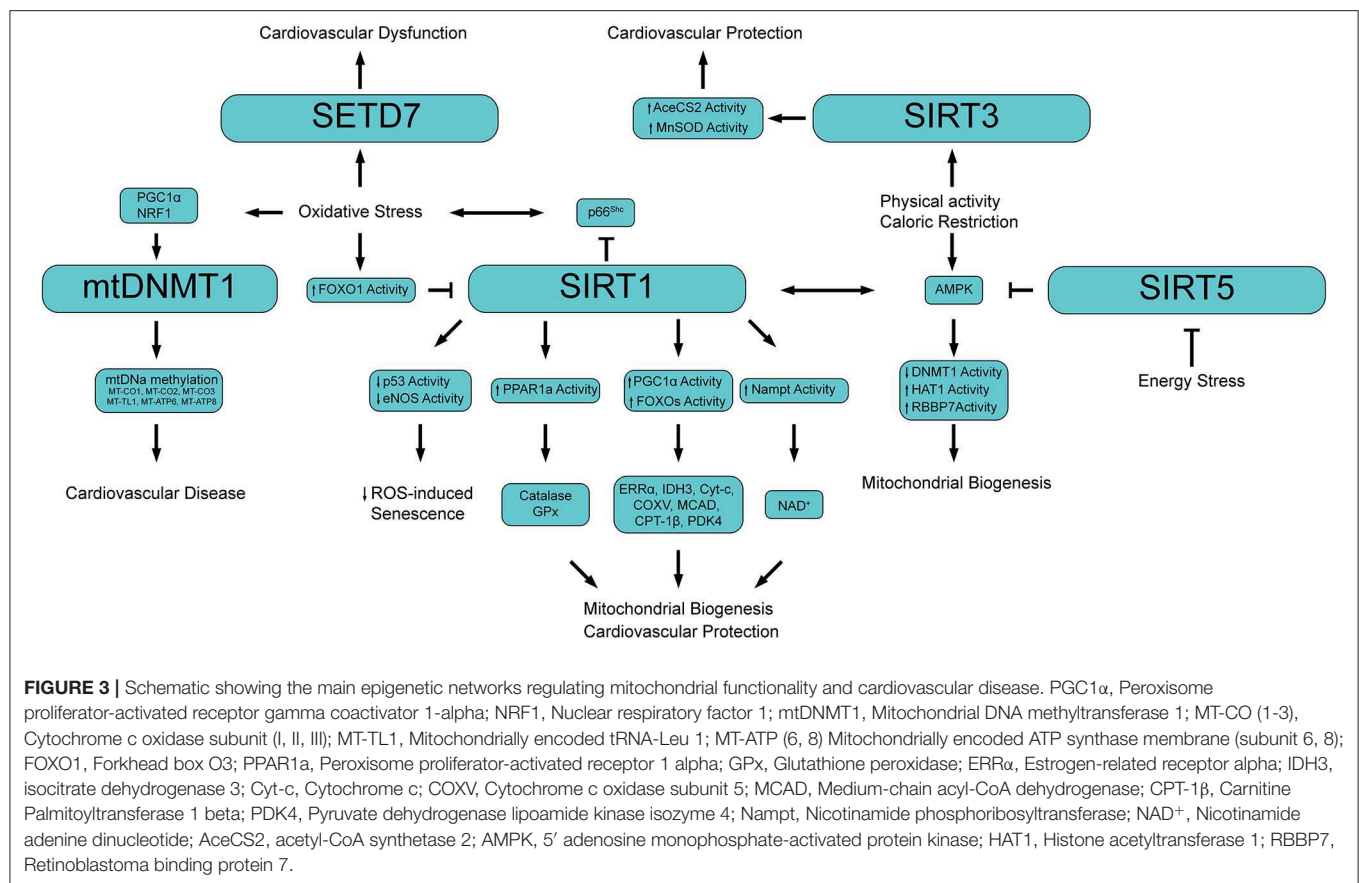 Cardiovascular Dysfunction
Cardiovascular Protection
SETD7
↑AceCS2 Activity
↑MnSOD Activity
SIRT3
PGC1α
NRF1
Oxidative Stress
p66Shc
Physical activity
Caloric Restriction
mtDNMT1
↑FOXO1 Activity
SIRT1
AMPK
SIRT5
mtDNa methylation
MT-CO1, MT-CO2, MT-CO3
MT-TL1, MT-ATP6, MT-ATP8
↓p53 Activity
↓eNOS Activity
↑PPAR1a Activity
↑PGC1α Activity
↑FOXOs Activity
↑Nampt Activity
↓DNMT1 Activity
↑HAT1 Activity
↑RBBP7Activity
Energy Stress
Cardiovascular Disease
↓ROS-induced
Senescence
Catalase
GPx
ERRα, IDH3, Cyt-c,
COXV, MCAD,
CPT-1β, PDK4
NAD+
Mitochondrial Biogenesis
Mitochondrial Biogenesis
Cardiovascular Protection
FIGURE 3 | Schematic showing the main epigenetic networks regulating mitochondrial functionality and cardiovascular disease. PGC1α, Peroxisome
proliferator-activated receptor gamma coactivator 1-alpha; NRF1, Nuclear respiratory factor 1; mtDNMT1, Mitochondrial DNA methyltransferase 1; MT-CO (1-3),
Cytochrome c oxidase subunit (I, II, III); MT-TL1, Mitochondrially encoded tRNA-Leu 1; MT-ATP (6, 8) Mitochondrially encoded ATP synthase membrane (subunit 6, 8);
FOXO1, Forkhead box O3; PPAR1a, Peroxisome proliferator-activated receptor 1 alpha; GPx, Glutathione peroxidase; ERRα, Estrogen-related receptor alpha; IDH3,
isocitrate dehydrogenase 3; Cyt-c, Cytochrome c; COXV, Cytochrome c oxidase subunit 5; MCAD, Medium-chain acyl-CoA dehydrogenase; CPT-1β, Carnitine
Palmitoyltransferase 1 beta; PDK4, Pyruvate dehydrogenase lipoamide kinase isozyme 4; Nampt, Nicotinamide phosphoribosyltransferase; NAD+, Nicotinamide
adenine dinucleotide; AceCS2, acetyl-CoA synthetase 2; AMPK, 5′ adenosine monophosphate-activated protein kinase; HAT1, Histone acetyltransferase 1; RBBP7,
Retinoblastoma binding protein 7.